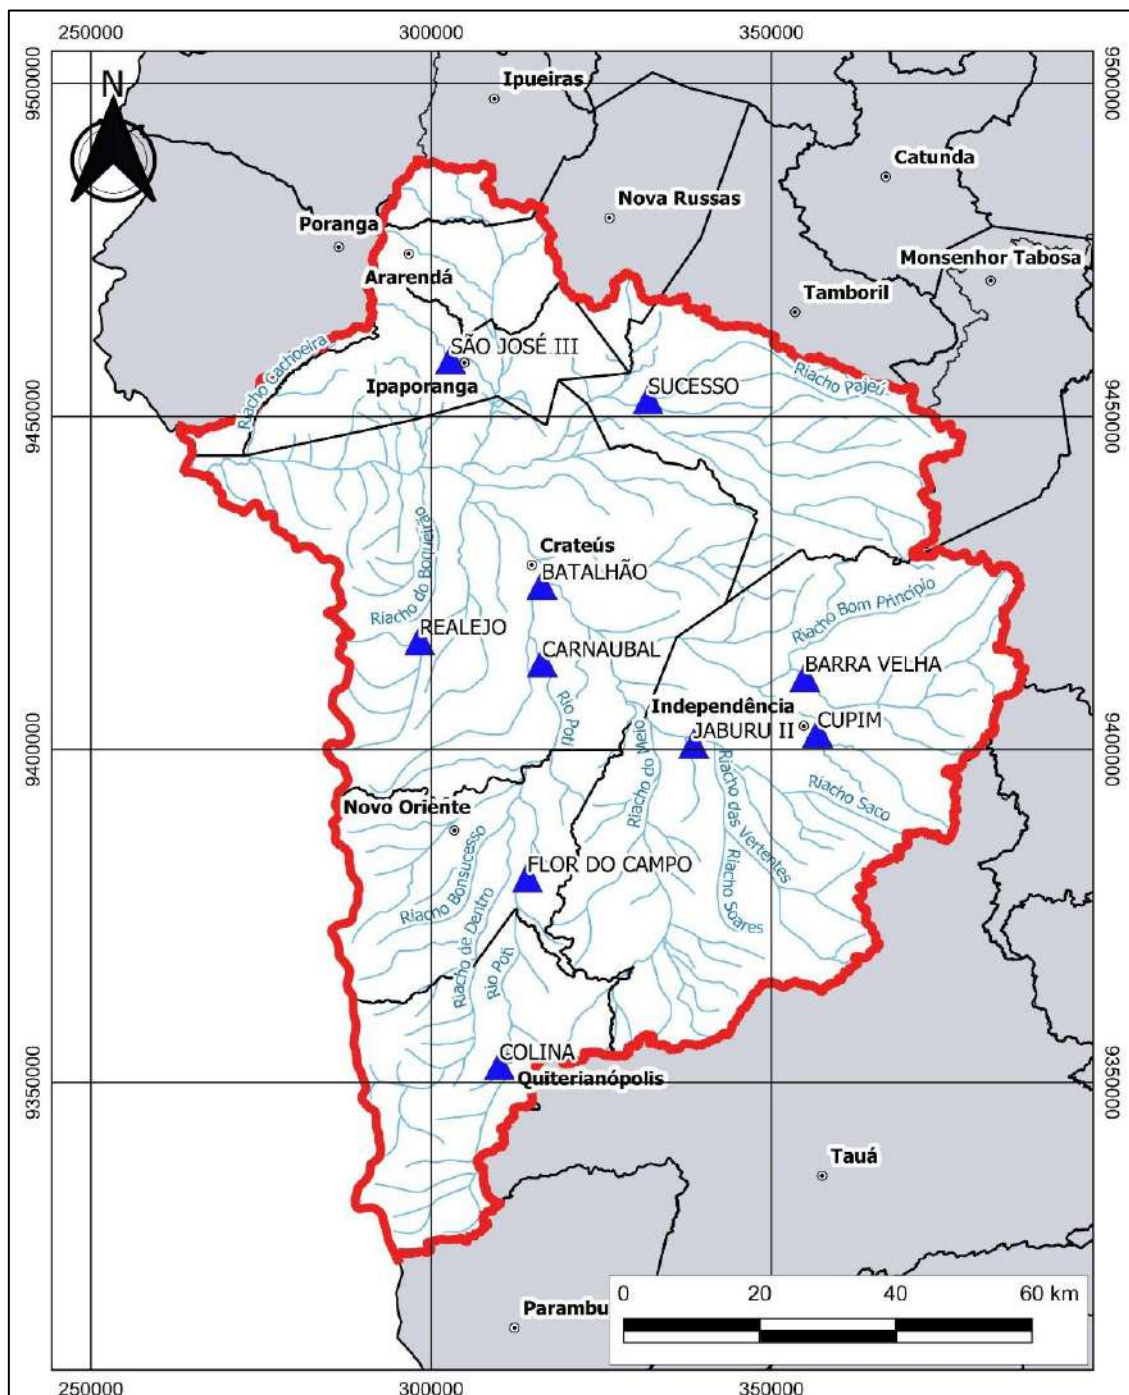 250000
300000
350000
9500000
9500000
N
Ipueiras
Catunda
Nova Russas
Poranga
Monsenhor Tabosa
Ararendá
Tamboril
SÃO JOSÉ III
Riacho Cachoeira
Ipaporanga
SUCESSO
Riacho Pajeú
9450000
9450000
Riacho do Boqueirão
Crateús
BATALHÃO
Riacho Bom Princípio
REALEJO
CARNAUBAL
BARRA VELHA
Rio Poti
Independência
JABURU II
CUPIM
9400000
9400000
Riacho do Meio
Riacho das Vertentes
Riacho Saco
Novo Oriente
Riacho Bonsucesso
FLOR DO CAMPO
Riacho Soares
Riacho de Dentro
Rio Poti
COLINA
Quiterianópolis
9350000
9350000
Tauá
Parambu
0
20
40
60 km
250000
300000
350000